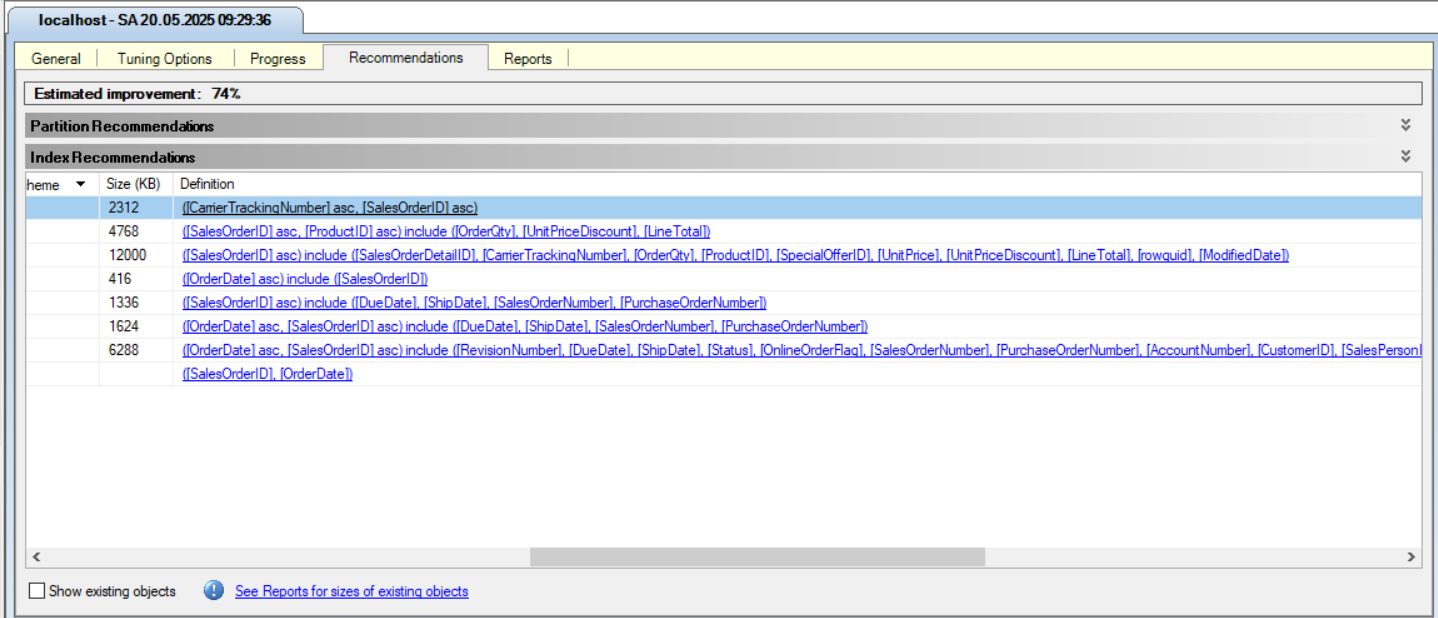 localhost - SA 20.05.2025 09:29:36
General Tuning Options Progress Recommendations Reports
Estimated improvement: 74%
Partition Recommendations
Index Recommendations
heme Size (KB) Definition
2312 ([CarrierTrackingNumber] asc, [SalesOrderID] asc)
4768 ([SalesOrderID] asc, [ProductID] asc) include ([OrderQty], [UnitPriceDiscount], [LineTotal])
12000 ([SalesOrderID] asc) include ([SalesOrderDetailID], [CarrierTrackingNumber], [OrderQty], [ProductID], [SpecialOfferID], [UnitPrice], [UnitPriceDiscount], [LineTotal], [rowguid], [ModifiedDate])
416 ([OrderDate] asc) include ([SalesOrderID])
1336 ([SalesOrderID] asc) include ([DueDate], [ShipDate], [SalesOrderNumber], [PurchaseOrderNumber])
1624 ([OrderDate] asc, [SalesOrderID] asc) include ([DueDate], [ShipDate], [SalesOrderNumber], [PurchaseOrderNumber])
6288 ([OrderDate] asc, [SalesOrderID] asc) include ([RevisionNumber], [DueDate], [ShipDate], [Status], [OnlineOrderFlag], [SalesOrderNumber], [PurchaseOrderNumber], [AccountNumber], [CustomerID], [SalesPersonI
([SalesOrderID], [OrderDate])
Show existing objects See Reports for sizes of existing objects